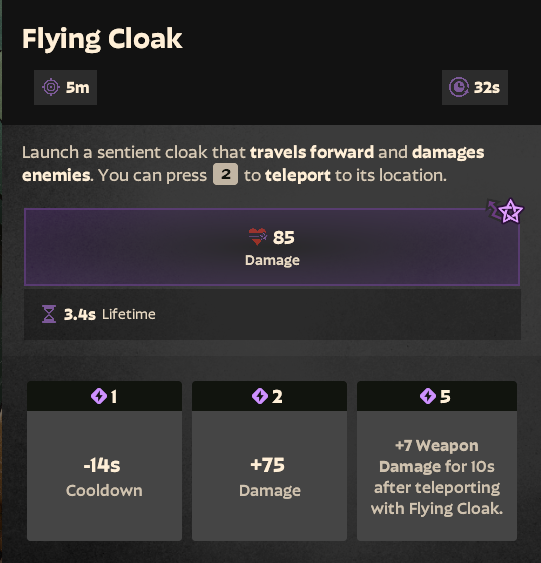 Flying Cloak
5m
32s
Launch a sentient cloak that travels forward and damages
enemies. You can press 2 to teleport to its location.
85
Damage
3.4s Lifetime
1
-14s
Cooldown
2
+75
Damage
5
+7 Weapon
Damage for 10s
after teleporting
with Flying Cloak.